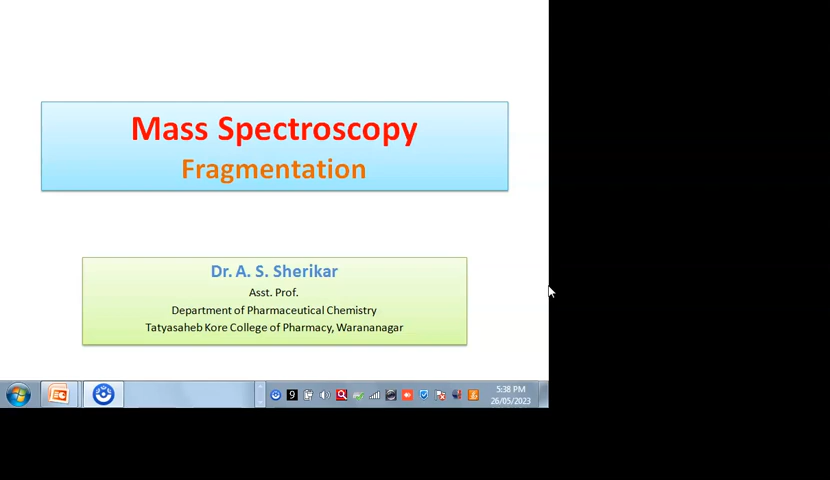 Mass Spectroscopy
Fragmentation
Dr. A. S. Sherikar
Asst. Prof.
Department of Pharmaceutical Chemistry
Tatyasaheb Kore College of Pharmacy, Warananagar
9
5:38 PM
26/05/2023